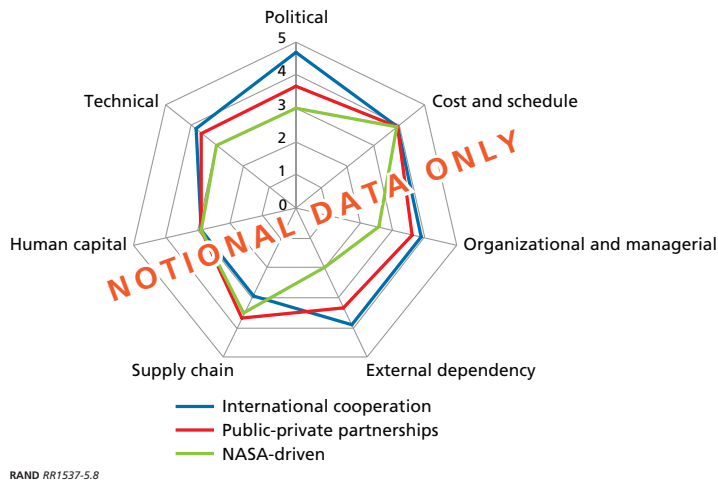 Political
5
4
3
2
1
0
Technical
Cost and schedule
Human capital
Organizational and managerial
NOTIONAL DATA ONLY
Supply chain
External dependency
International cooperation
Public-private partnerships
NASA-driven
RAND RR1537-5.8